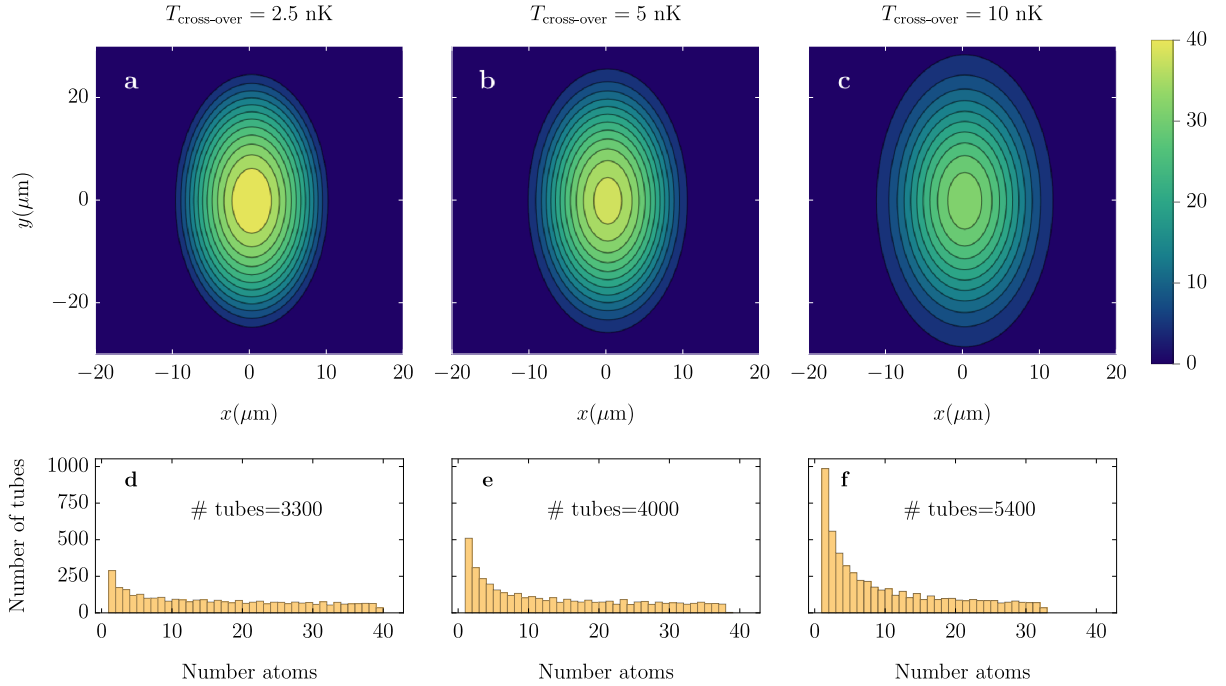 T_cross-over = 2.5 nK
T_cross-over = 5 nK
T_cross-over = 10 nK
a
b
c
20
0
−20
y(μm)
−20 −10 0 10 20
−20 −10 0 10 20
−20 −10 0 10 20
x(μm)
x(μm)
x(μm)
40
30
20
10
0
d
e
f
# tubes=3300
# tubes=4000
# tubes=5400
1000
750
500
250
0
Number of tubes
0 10 20 30 40
0 10 20 30 40
0 10 20 30 40
Number atoms
Number atoms
Number atoms